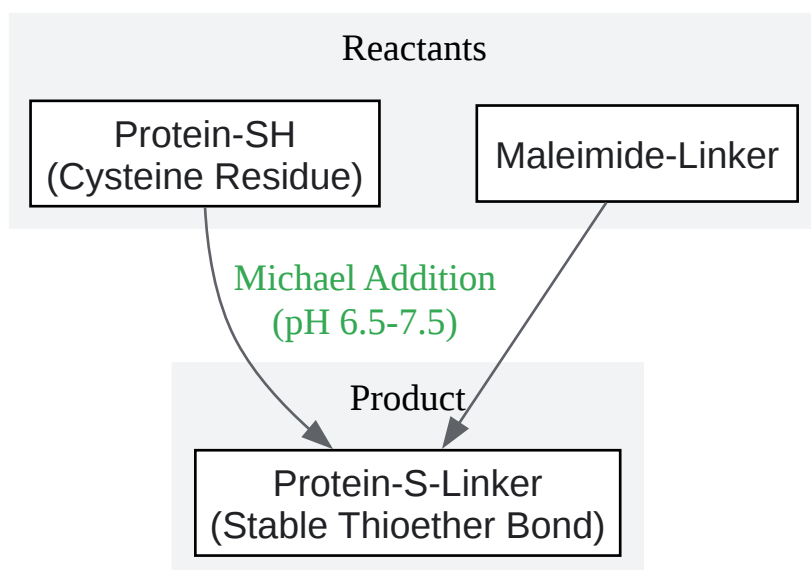 Reactants
Protein-SH
(Cysteine Residue)
Maleimide-Linker
Michael Addition
(pH 6.5-7.5)
Product
Protein-S-Linker
(Stable Thioether Bond)